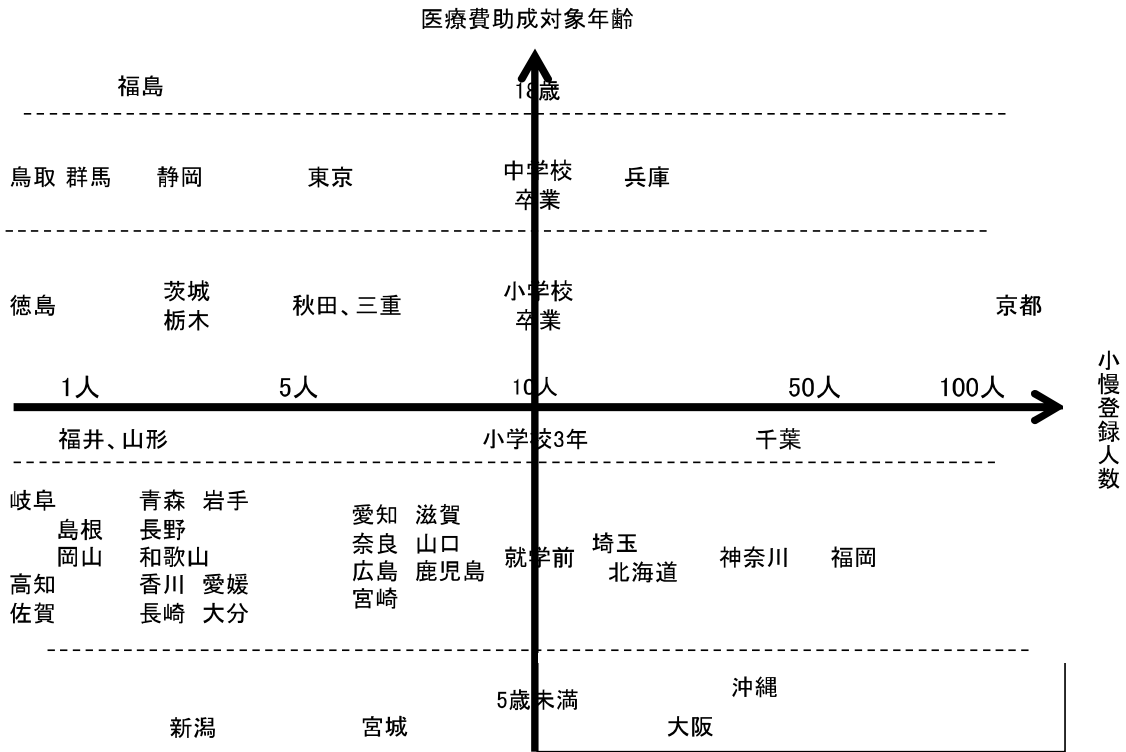 医療費助成対象年齢
福島
18歳
鳥取 群馬 静岡 東京 中学校 兵庫
卒業
茨城 小学校
徳島 秋田、三重 京都
栃木 卒業
1人 5人 10人 50人 100人
小慢登録人数
福井、山形 小学校3年 千葉
岐阜 青森 岩手
愛知 滋賀
島根 長野
奈良 山口 埼玉
岡山 和歌山 就学前 神奈川 福岡
広島 鹿児島 北海道
高知 香川 愛媛
宮崎
佐賀 長崎 大分
沖縄
5歳未満
新潟 宮城 大阪